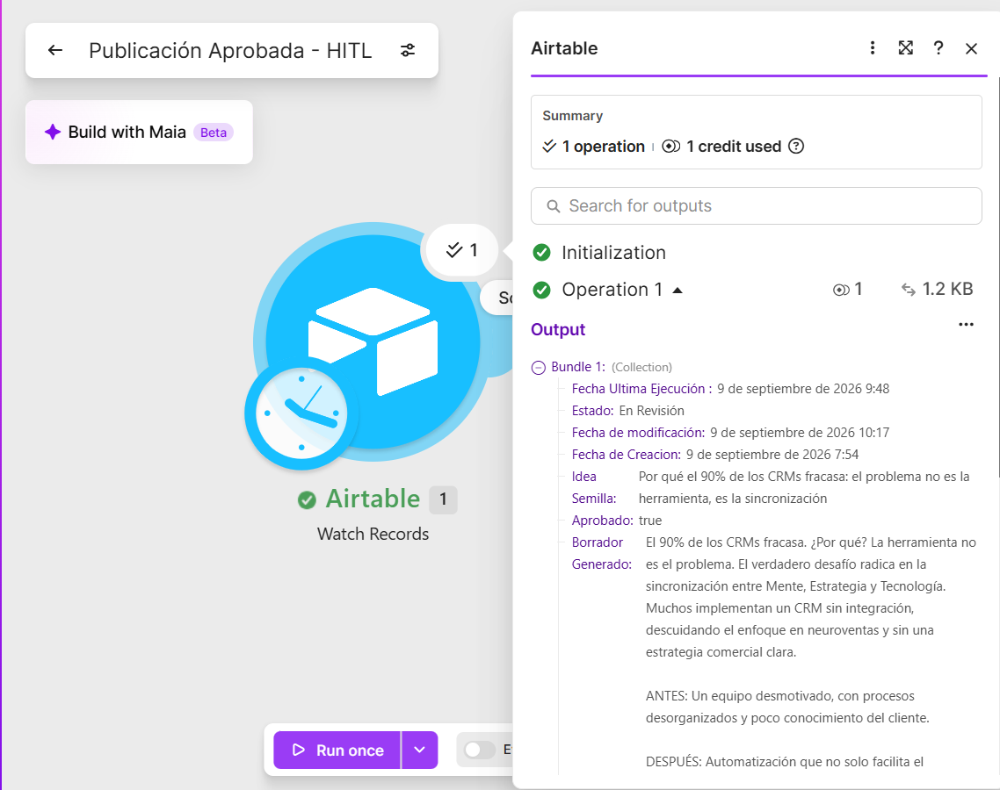 Publicación Aprobada - HITL
Build with Maia Beta
1
Airtable 1
Watch Records
Run once
Airtable
Summary
1 operation 1 credit used
Search for outputs
Initialization
Operation 1 1 1.2 KB
Output
Bundle 1: (Collection)
Fecha Ultima Ejecución : 9 de septiembre de 2026 9:48
Estado: En Revisión
Fecha de modificación: 9 de septiembre de 2026 10:17
Fecha de Creacion: 9 de septiembre de 2026 7:54
Idea Por qué el 90% de los CRMs fracasa: el problema no es la
Semilla: herramienta, es la sincronización
Aprobado: true
Borrador El 90% de los CRMs fracasa. ¿Por qué? La herramienta no
Generado: es el problema. El verdadero desafío radica en la
sincronización entre Mente, Estrategia y Tecnología.
Muchos implementan un CRM sin integración,
descuidando el enfoque en neuroventas y sin una
estrategia comercial clara.
ANTES: Un equipo desmotivado, con procesos
desorganizados y poco conocimiento del cliente.
DESPUÉS: Automatización que no solo facilita el